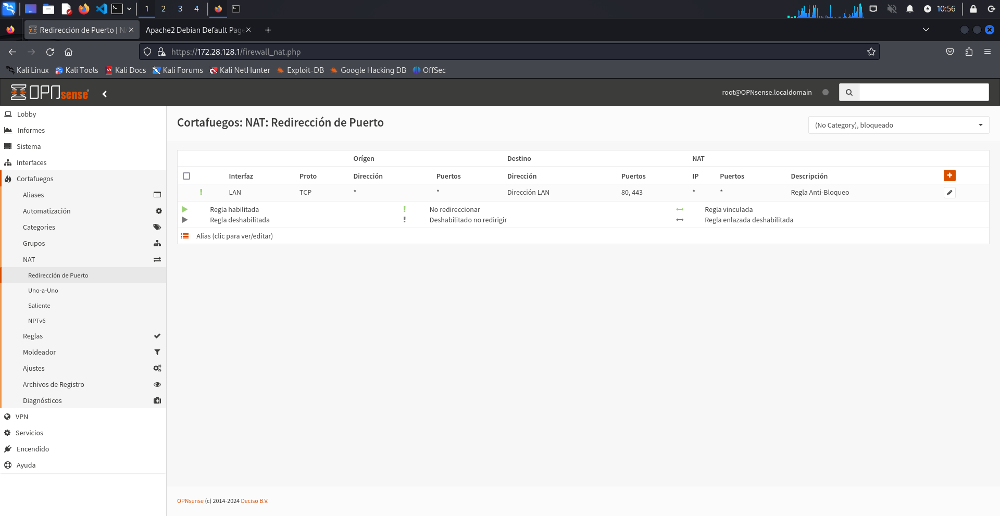 1 2 3 4
10:56
Redirección de Puerto | N
Apache2 Debian Default Pag
https://172.28.128.1/firewall_nat.php
Kali Linux
Kali Tools
Kali Docs
Kali Forums
Kali NetHunter
Exploit-DB
Google Hacking DB
OffSec
OPNsense
root@OPNsense.localdomain
Lobby
Informes
Sistema
Interfaces
Cortafuegos
Aliases
Automatización
Categories
Grupos
NAT
Redirección de Puerto
Uno-a-Uno
Saliente
NPTv6
Reglas
Moldeador
Ajustes
Archivos de Registro
Diagnósticos
VPN
Servicios
Encendido
Ayuda
Cortafuegos: NAT: Redirección de Puerto
(No Category), bloqueado
Orígen Destino NAT
Interfaz Proto Dirección Puertos Dirección Puertos IP Puertos Descripción
LAN TCP * * Dirección LAN 80, 443 * * Regla Anti-Bloqueo
Regla habilitada No redireccionar Regla vinculada
Regla deshabilitada Deshabilitado no redirigir Regla enlazada deshabilitada
Alias (clic para ver/editar)
OPNsense (c) 2014-2024 Deciso B.V.